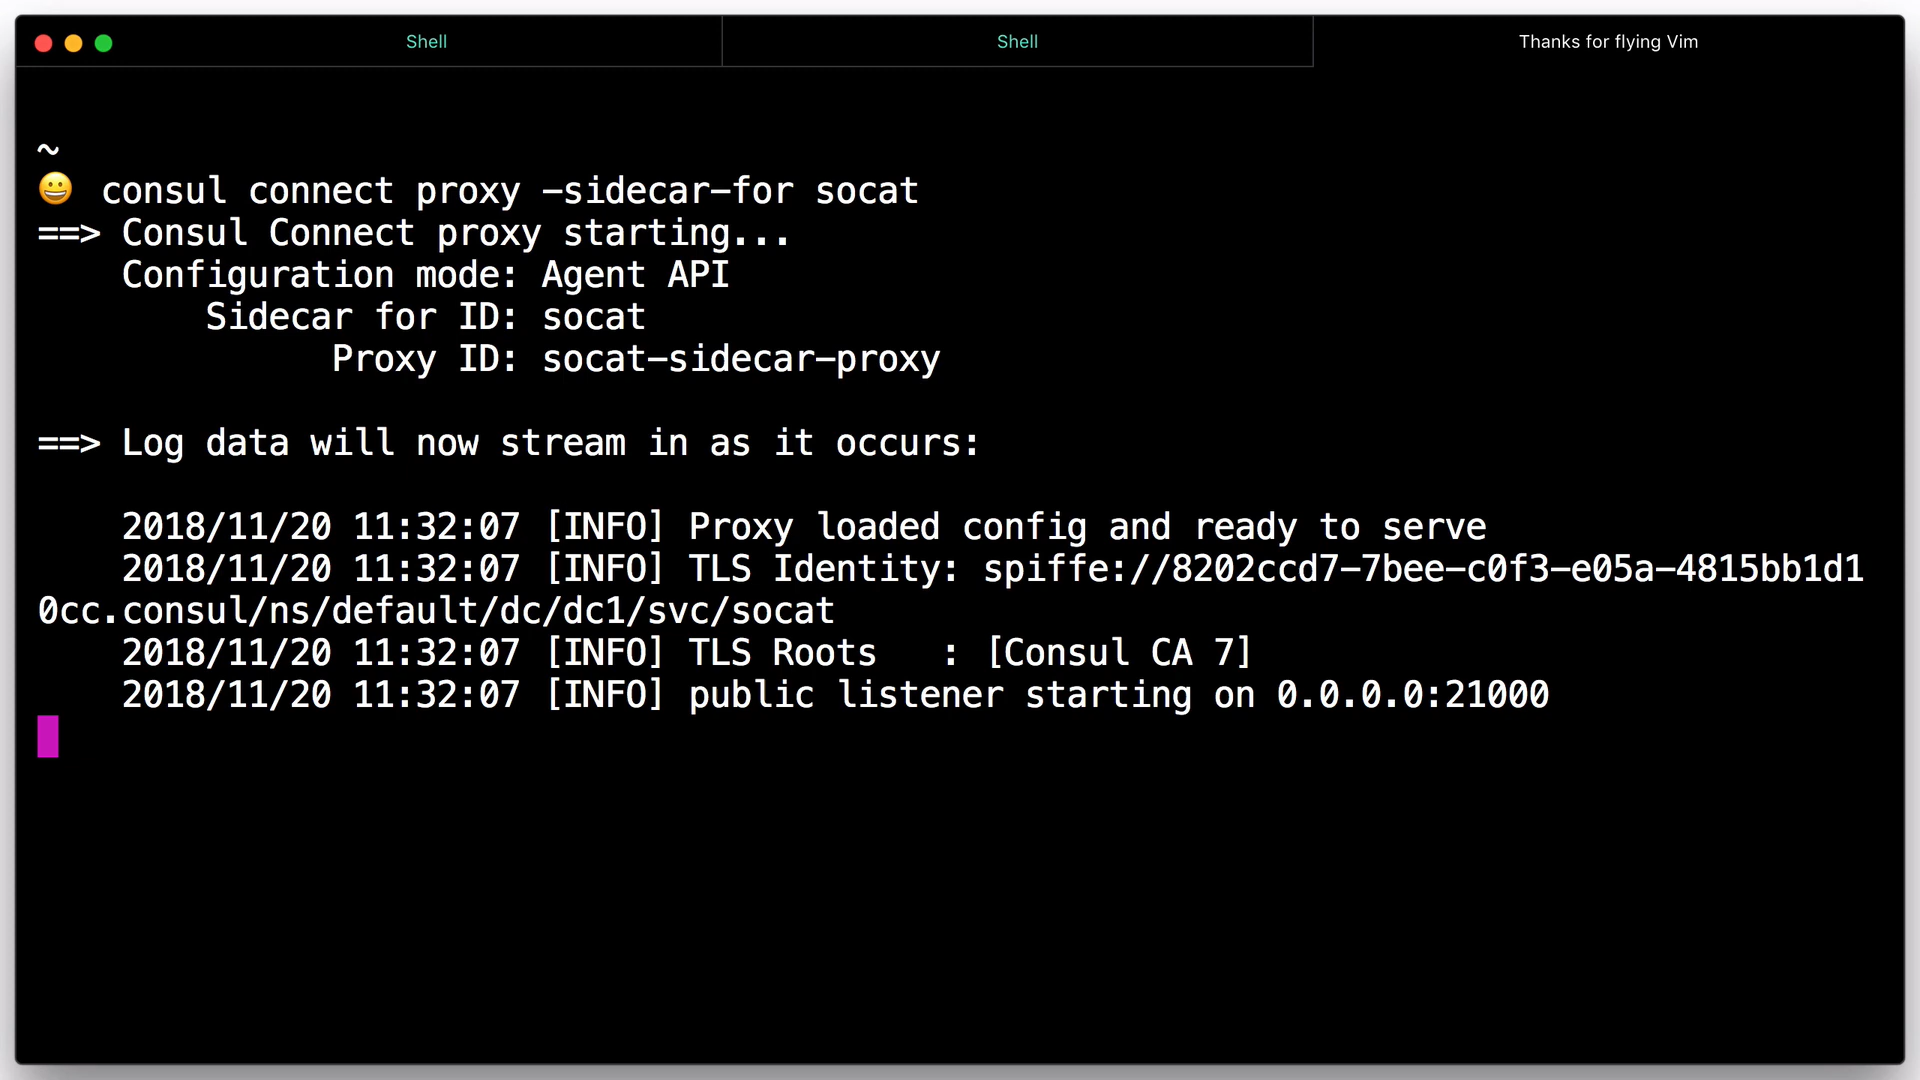 Shell Shell Thanks for flying Vim
~
😀 consul connect proxy -sidecar-for socat
==> Consul Connect proxy starting...
    Configuration mode: Agent API
        Sidecar for ID: socat
              Proxy ID: socat-sidecar-proxy

==> Log data will now stream in as it occurs:

    2018/11/20 11:32:07 [INFO] Proxy loaded config and ready to serve
    2018/11/20 11:32:07 [INFO] TLS Identity: spiffe://8202ccd7-7bee-c0f3-e05a-4815bb1d1
0cc.consul/ns/default/dc/dc1/svc/socat
    2018/11/20 11:32:07 [INFO] TLS Roots   : [Consul CA 7]
    2018/11/20 11:32:07 [INFO] public listener starting on 0.0.0.0:21000